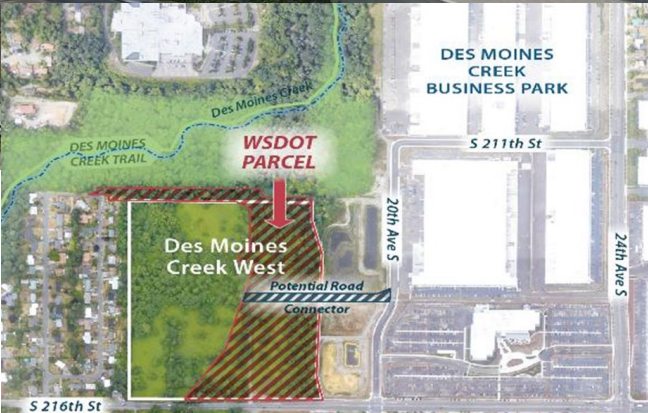 DES MOINES
CREEK
BUSINESS PARK
Des Moines Creek
S 211th St
DES MOINES
CREEK TRAIL
WSDOT
PARCEL
20th Ave S
24th Ave S
Des Moines
Creek West
Potential Road
Connector
S 216th St